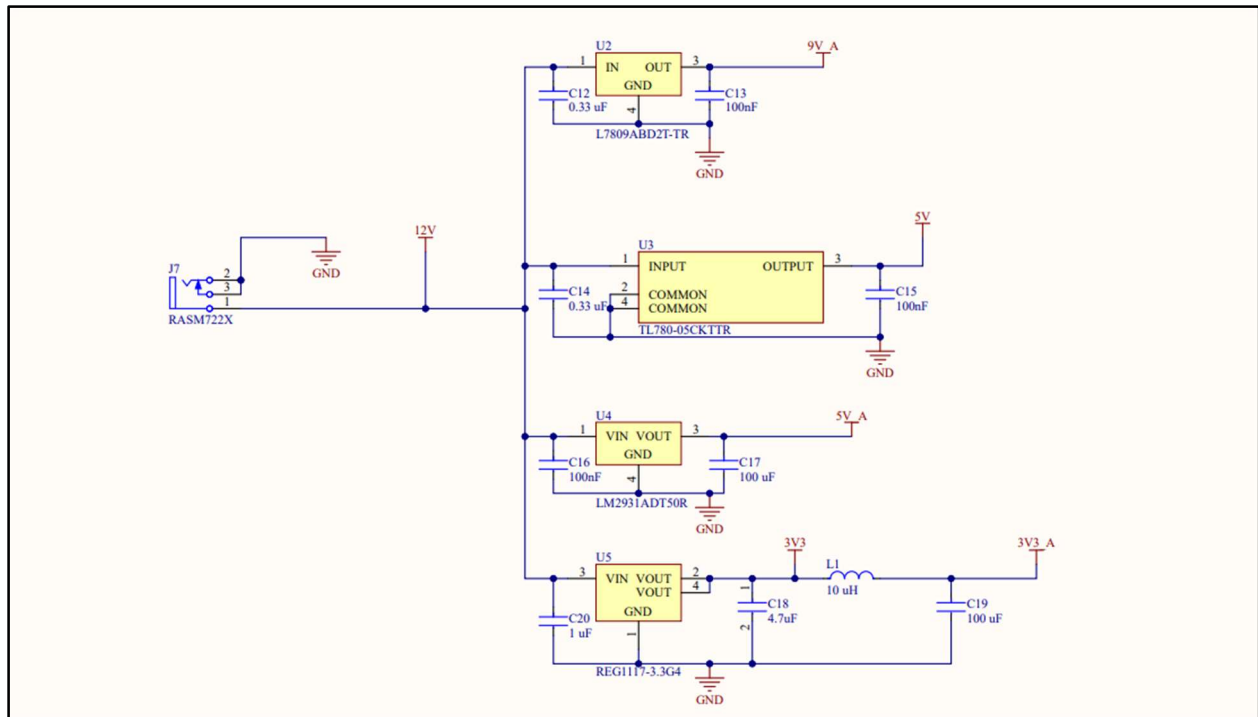 9V_A
U2
1
IN
OUT
3
GND
4
C12
0.33 uF
C13
100nF
L7809ABD2T-TR
GND
12V
5V
J7
2
3
1
RASM722X
GND
U3
1
INPUT
OUTPUT
3
2
COMMON
4
COMMON
C14
0.33 uF
C15
100nF
TL780-05CKTTR
GND
5V_A
U4
1
VIN
VOUT
3
GND
4
C16
100nF
C17
100 uF
LM2931ADT50R
GND
3V3
3V3_A
U5
3
VIN
VOUT
2
VOUT
4
GND
1
L1
10 uH
C20
1 uF
1
C18
4.7uF
2
C19
100 uF
REG1117-3.3G4
GND